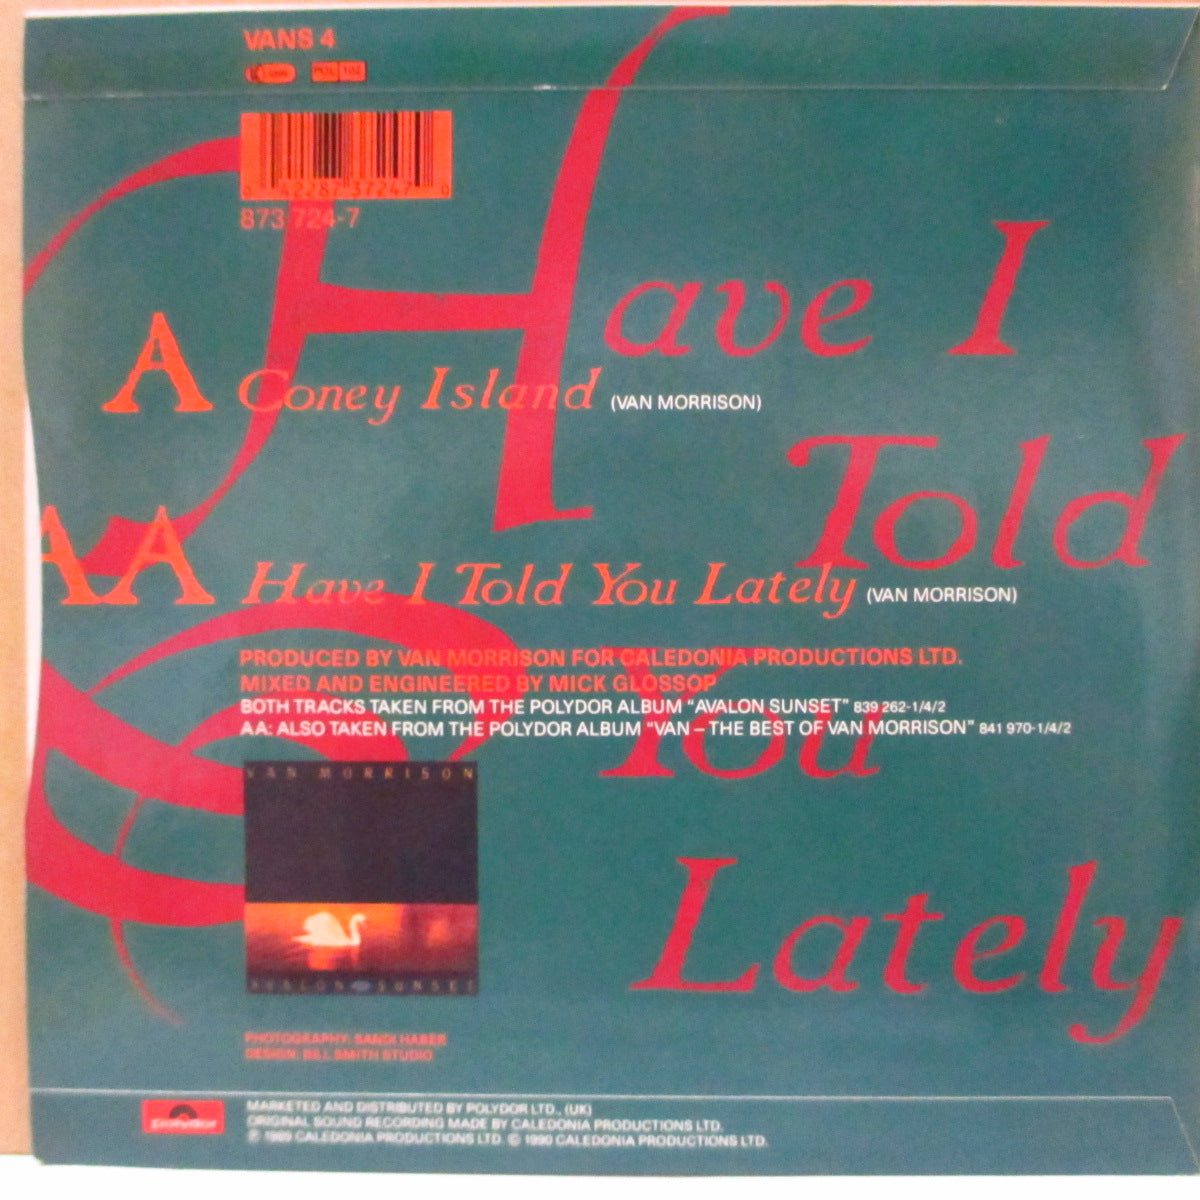 VANS 4
0 42287 37247 0
873 724-7
Have I
Told
You
Lately
A Coney Island (VAN MORRISON)
AA Have I Told You Lately (VAN MORRISON)
PRODUCED BY VAN MORRISON FOR CALEDONIA PRODUCTIONS LTD.
MIXED AND ENGINEERED BY MICK GLOSSOP
BOTH TRACKS TAKEN FROM THE POLYDOR ALBUM “AVALON SUNSET” 839 262-1/4/2
AA: ALSO TAKEN FROM THE POLYDOR ALBUM “VAN – THE BEST OF VAN MORRISON” 841 970-1/4/2
VAN MORRISON
AVALON SUNSET
PHOTOGRAPHY: SANDI HABER
DESIGN: BILL SMITH STUDIO
polydor
MARKETED AND DISTRIBUTED BY POLYDOR LTD., (UK)
ORIGINAL SOUND RECORDING MADE BY CALEDONIA PRODUCTIONS LTD.
℗ 1989 CALEDONIA PRODUCTIONS LTD. © 1990 CALEDONIA PRODUCTIONS LTD.